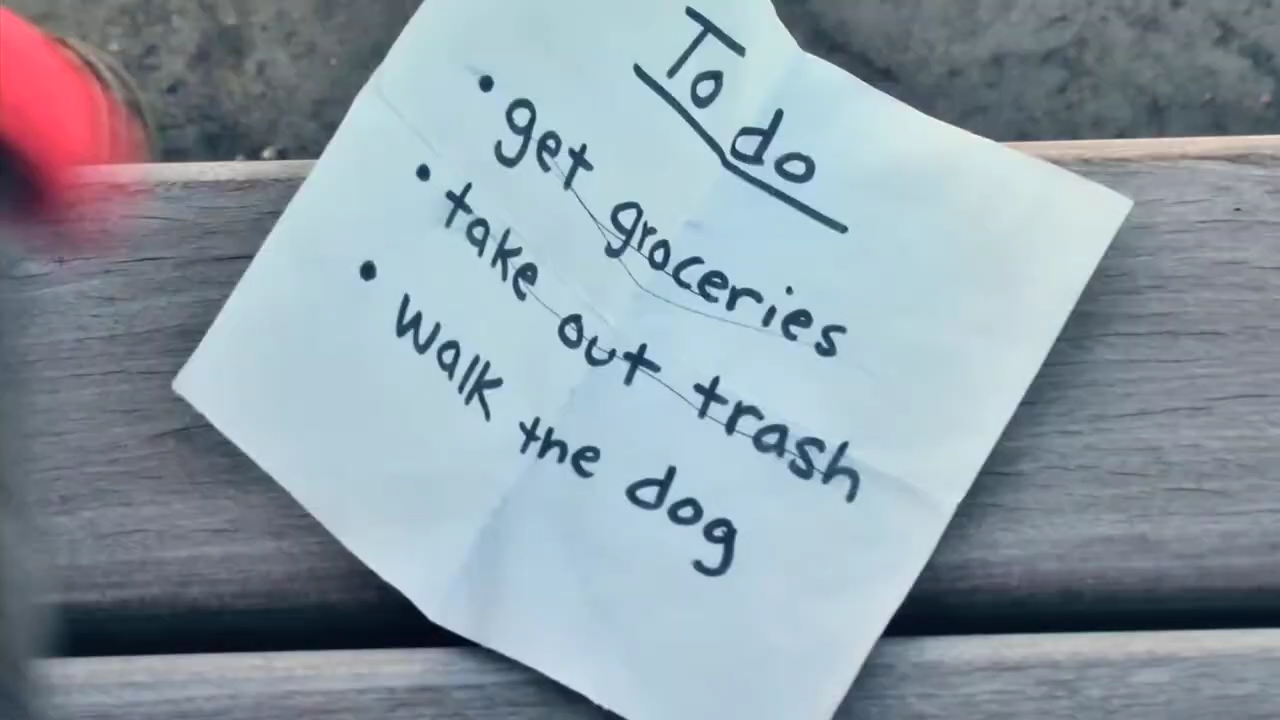 To do
• get groceries
• take out trash
• walk the dog